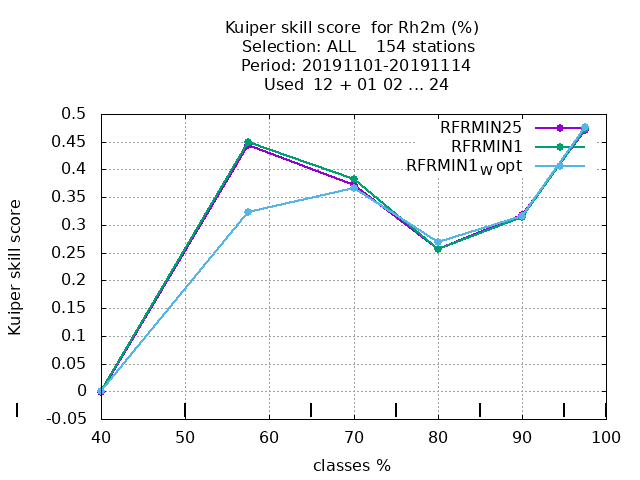 Kuiper skill score  for Rh2m (%)
Selection: ALL    154 stations
Period: 20191101-20191114
Used  12 + 01 02 ... 24
RFRMIN25
RFRMIN1
RFRMIN1W opt
Kuiper skill score
0.5
0.45
0.4
0.35
0.3
0.25
0.2
0.15
0.1
0.05
0
-0.05
40 50 60 70 80 90 100
classes %